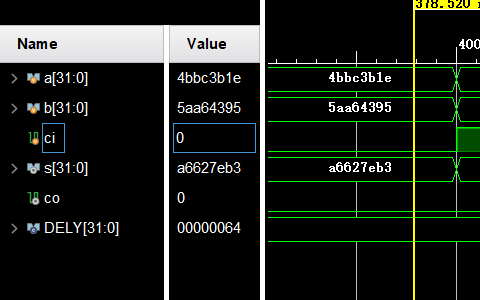 378.520
Name Value
400
a[31:0] 4bbc3b1e 4bbc3b1e
b[31:0] 5aa64395 5aa64395
ci 0
s[31:0] a6627eb3 a6627eb3
co 0
DELY[31:0] 00000064